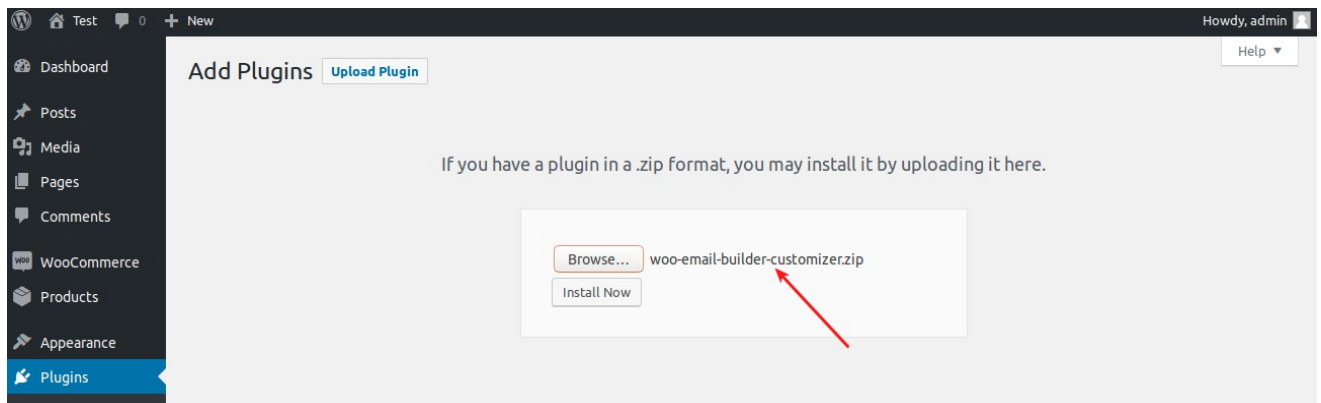 Test 0 + New Howdy, admin
Help ▼
Dashboard
Add Plugins Upload Plugin
Posts
Media
If you have a plugin in a .zip format, you may install it by uploading it here.
Pages
Comments
WooCommerce
Browse... woo-email-builder-customizer.zip
Products
Install Now
Appearance
Plugins